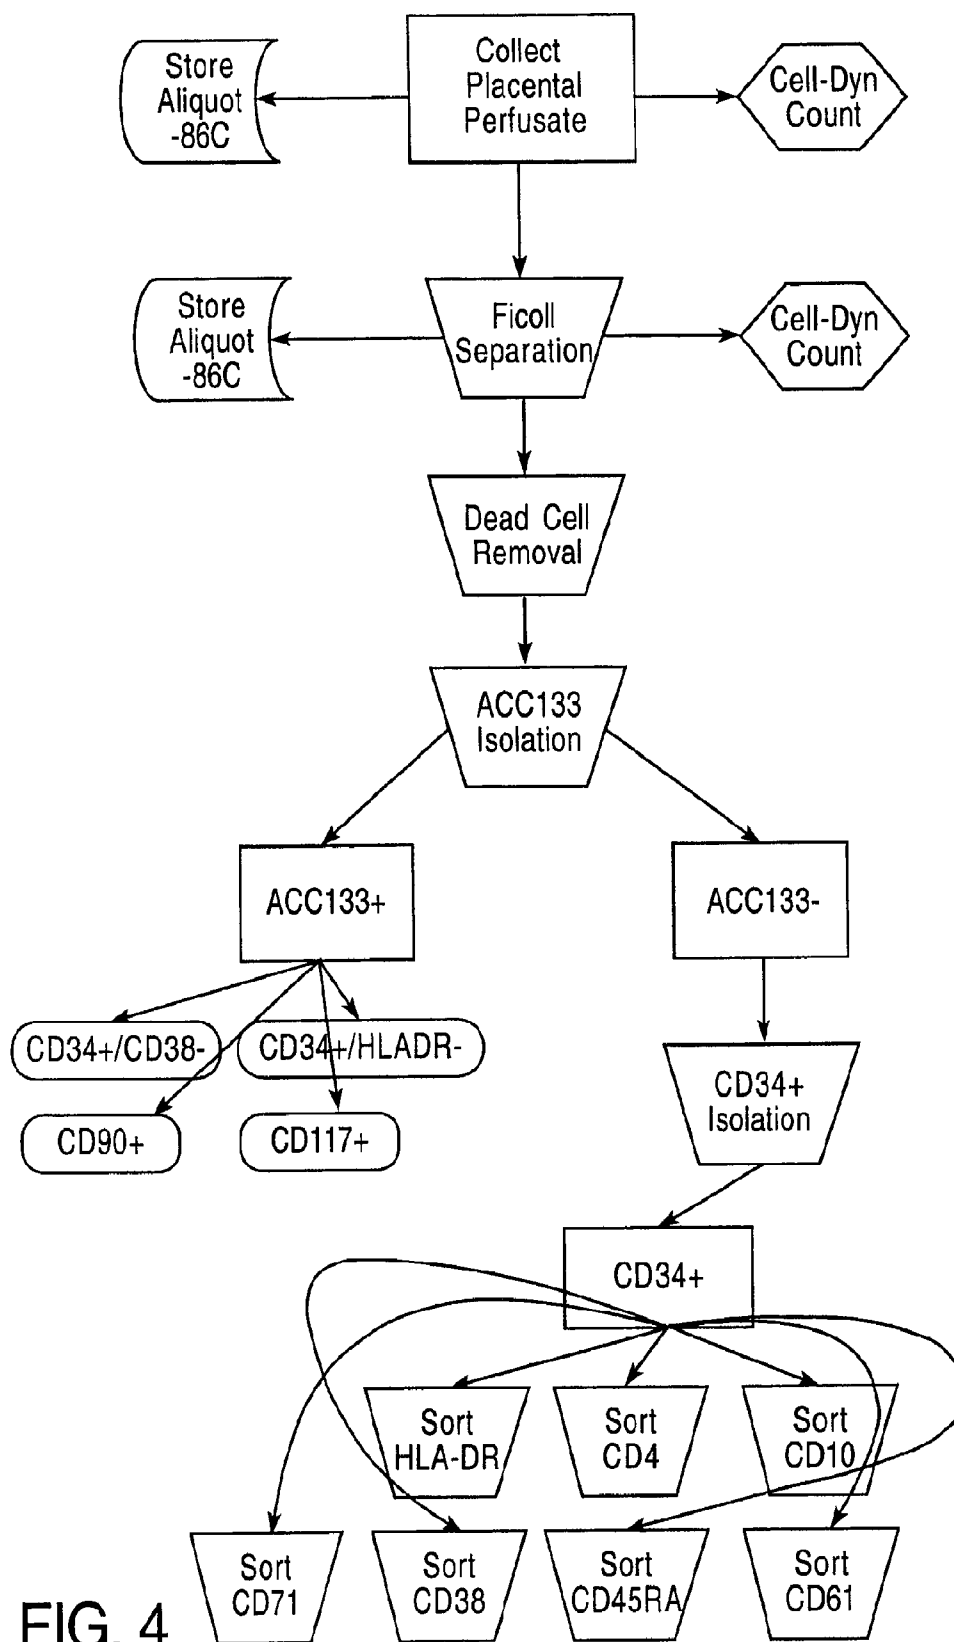 Store
Aliquot
-86C
Collect
Placental
Perfusate
Cell-Dyn
Count
Store
Aliquot
-86C
Ficoll
Separation
Cell-Dyn
Count
Dead Cell
Removal
ACC133
Isolation
ACC133+
ACC133-
CD34+/CD38-
CD34+/HLADR-
CD90+
CD117+
CD34+
Isolation
CD34+
Sort
HLA-DR
Sort
CD4
Sort
CD10
Sort
CD71
Sort
CD38
Sort
CD45RA
Sort
CD61
FIG. 4